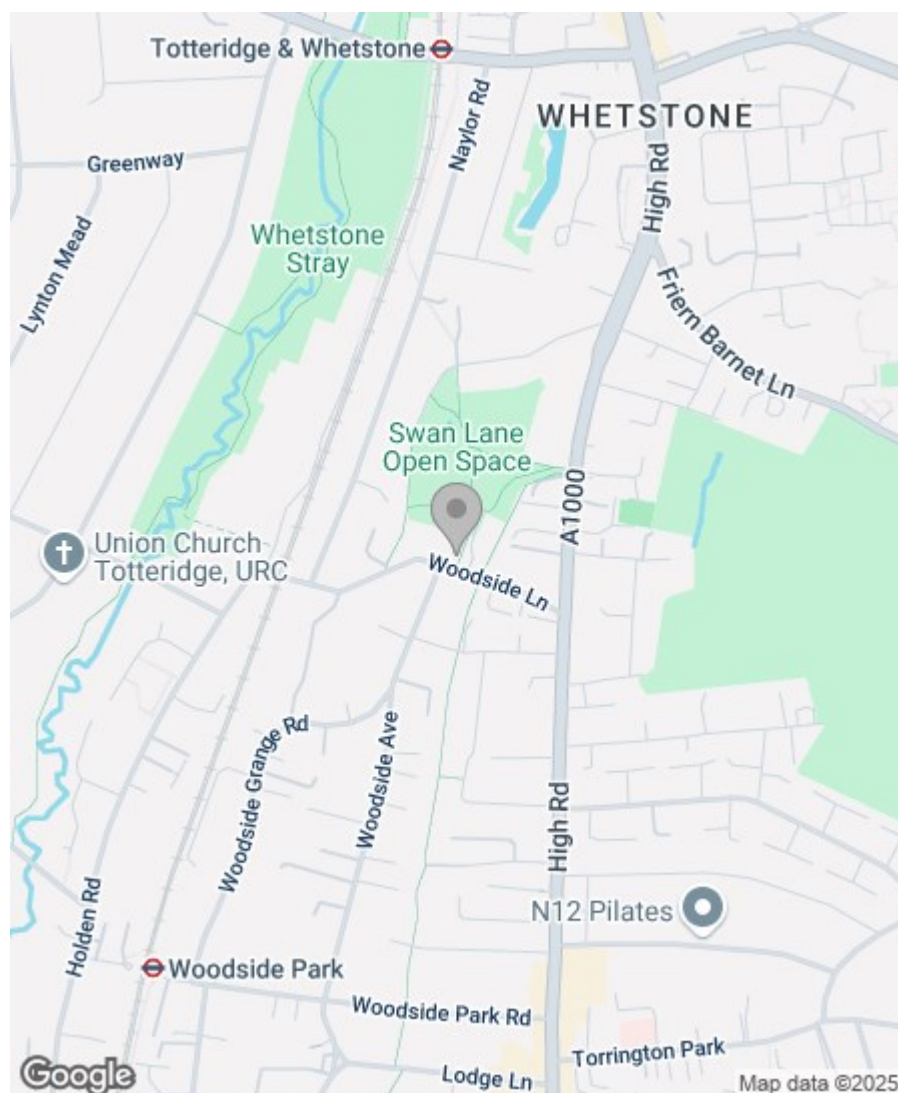 Totteridge & Whetstone
Naylor Rd
WHETSTONE
Greenway
High Rd
Whetstone
Stray
Lynton Mead
Friern Barnet Ln
Swan Lane
Open Space
A1000
Union Church
Totteridge, URC
Woodside Ln
Woodside Grange Rd
Woodside Ave
High Rd
Holden Rd
N12 Pilates
Woodside Park
Woodside Park Rd
Torrington Park
Lodge Ln
Google
Map data ©2025